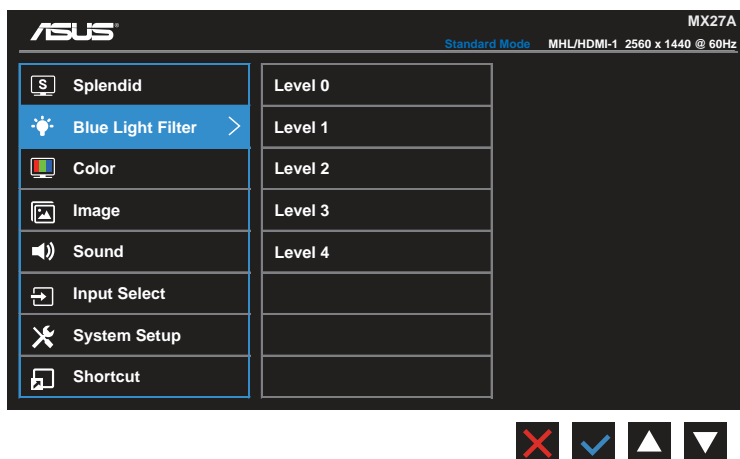 ASUS
MX27A
Standard Mode MHL/HDMI-1 2560 x 1440 @ 60Hz
S Splendid
Blue Light Filter
Color
Image
Sound
Input Select
System Setup
Shortcut
Level 0
Level 1
Level 2
Level 3
Level 4